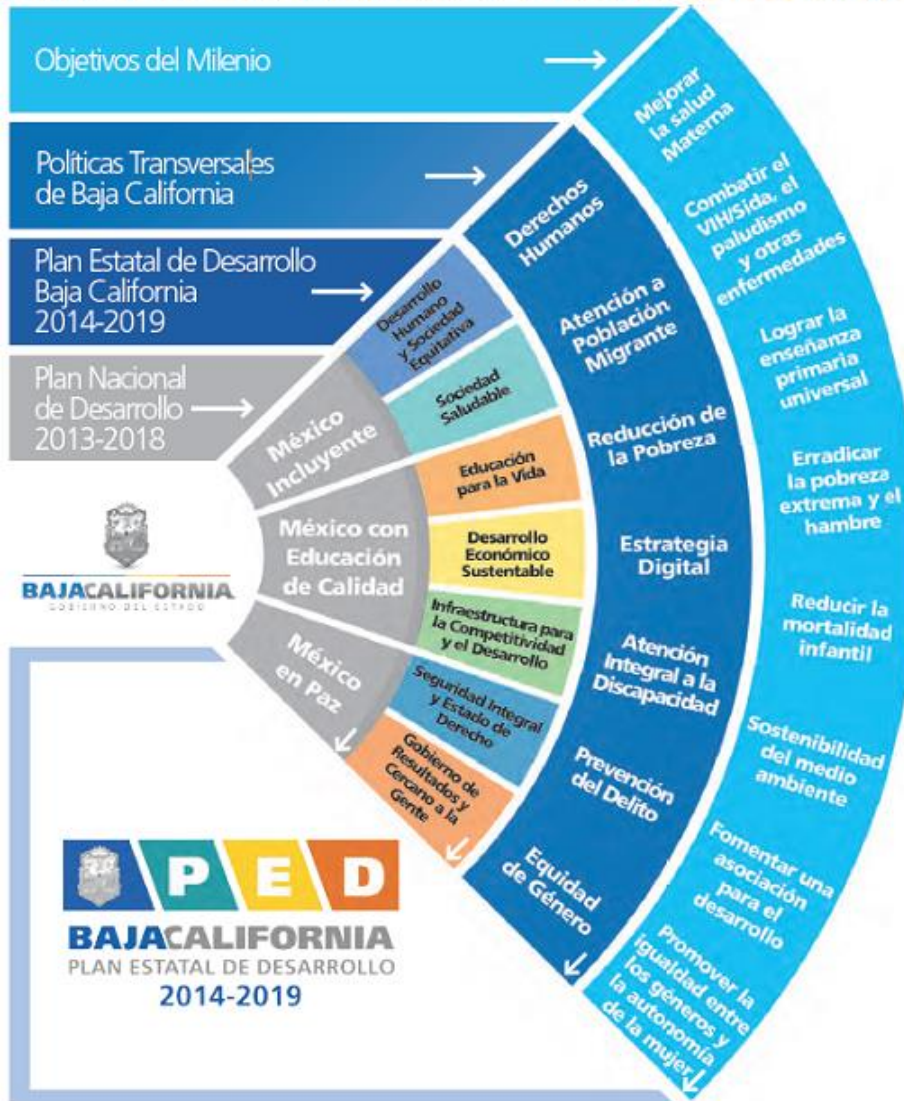 Objetivos del Milenio
Políticas Transversales
de Baja California
Plan Estatal de Desarrollo
Baja California
2014-2019
Plan Nacional
de Desarrollo
2013-2018
México
Incluyente
México con
Educación
de Calidad
México
en Paz
Desarrollo
Humano
y Sociedad
Equitativa
Sociedad
Saludable
Educación
para la Vida
Desarrollo
Económico
Sustentable
Infraestructura para
la Competitividad
y el Desarrollo
Seguridad Integral
y Estado de
Derecho
Gobierno de
Resultados y
Cercano a la
Gente
Derechos
Humanos
Atención a
Población
Migrante
Reducción de
la Pobreza
Estrategia
Digital
Atención
Integral a la
Discapacidad
Prevención
del Delito
Equidad
de Género
Mejorar
la salud
Materna
Combatir el
VIH/Sida, el
paludismo
y otras
enfermedades
Lograr la
enseñanza
primaria
universal
Erradicar
la pobreza
extrema y el
hambre
Reducir la
mortalidad
infantil
Sostenibilidad
del medio
ambiente
Fomentar una
asociación
para el
desarrollo
Promover la
igualdad entre
los géneros y
la autonomía
de la mujer
BAJACALIFORNIA
GOBIERNO DEL ESTADO
PED
BAJACALIFORNIA
PLAN ESTATAL DE DESARROLLO
2014-2019